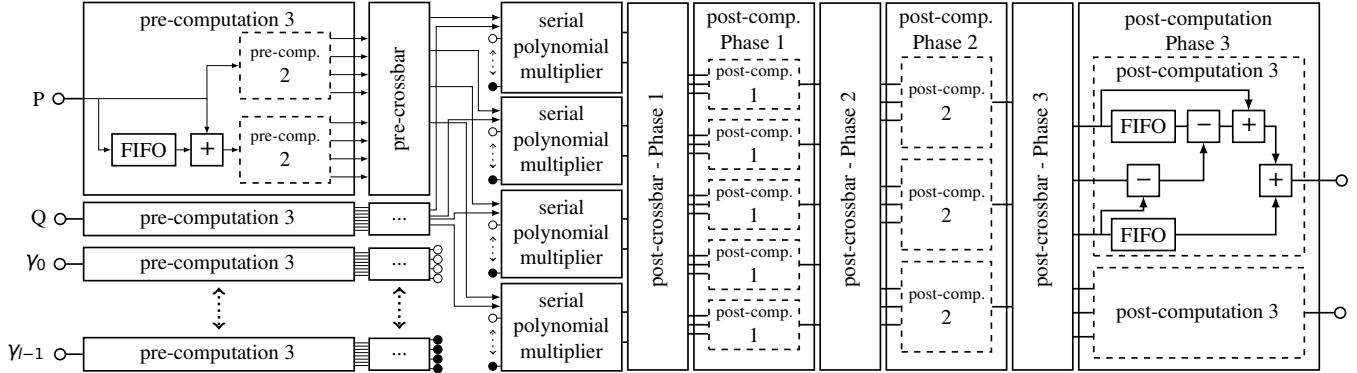 pre-computation 3
pre-comp.
2
P
FIFO
+
pre-comp.
2
pre-crossbar
Q
pre-computation 3
...
γ0
pre-computation 3
...
γl−1
pre-computation 3
...
serial
polynomial
multiplier
serial
polynomial
multiplier
serial
polynomial
multiplier
serial
polynomial
multiplier
post-crossbar - Phase 1
post-comp.
Phase 1
post-comp.
1
post-comp.
1
post-comp.
1
post-comp.
1
post-comp.
1
post-crossbar - Phase 2
post-comp.
Phase 2
post-comp.
2
post-comp.
2
post-comp.
2
post-crossbar - Phase 3
post-computation
Phase 3
post-computation 3
FIFO
−
+
−
+
FIFO
post-computation 3